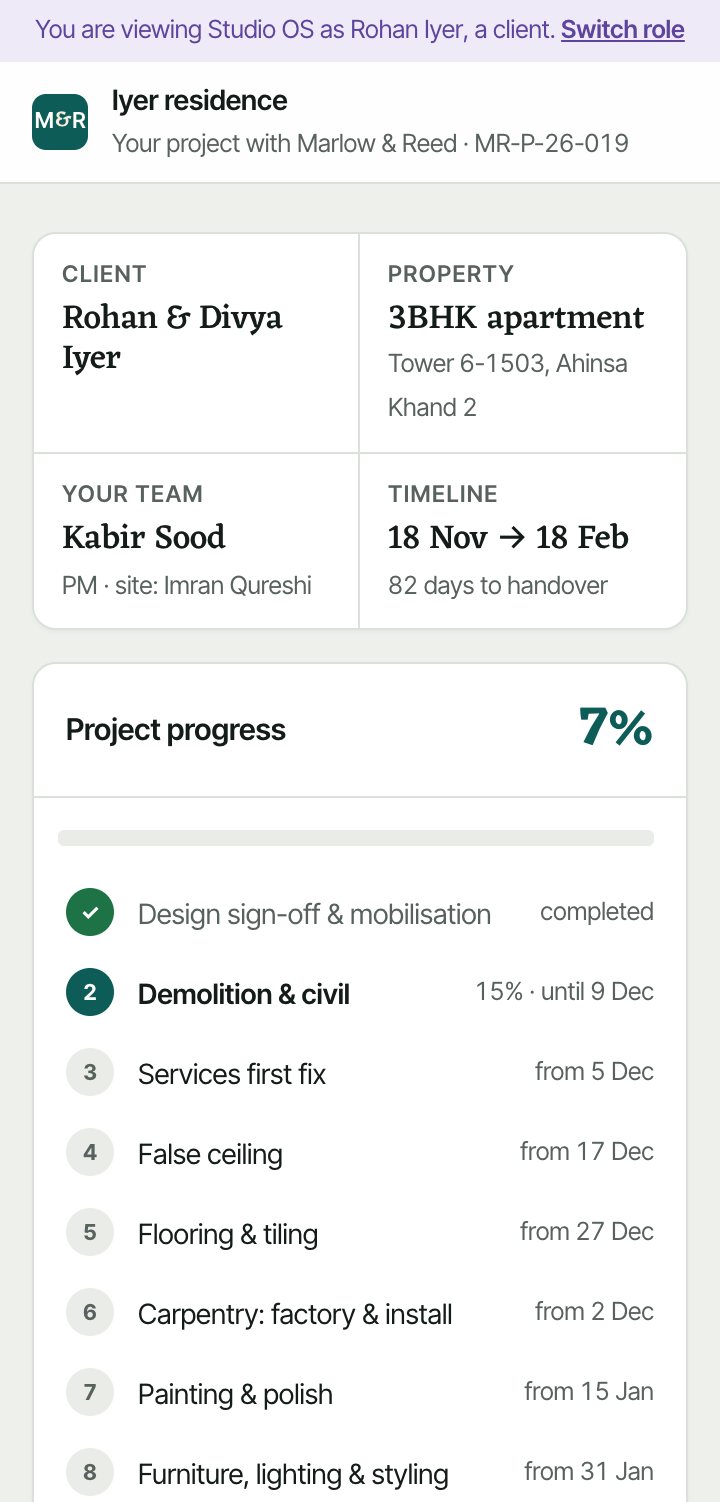 You are viewing Studio OS as Rohan Iyer, a client. Switch role
M&R
Iyer residence
Your project with Marlow & Reed · MR-P-26-019
CLIENT
Rohan & Divya
Iyer
PROPERTY
3BHK apartment
Tower 6-1503, Ahinsa
Khand 2
YOUR TEAM
Kabir Sood
PM · site: Imran Qureshi
TIMELINE
18 Nov → 18 Feb
82 days to handover
Project progress
7%
✓ Design sign-off & mobilisation completed
2 Demolition & civil 15% · until 9 Dec
3 Services first fix from 5 Dec
4 False ceiling from 17 Dec
5 Flooring & tiling from 27 Dec
6 Carpentry: factory & install from 2 Dec
7 Painting & polish from 15 Jan
8 Furniture, lighting & styling from 31 Jan